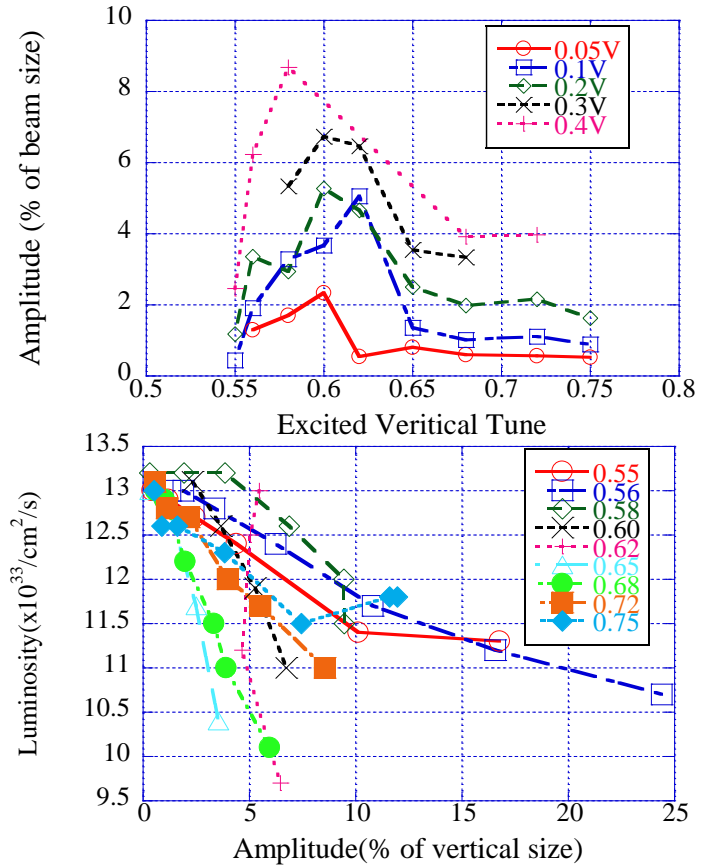 10
8
6
4
2
0
Amplitude (% of beam size)
0.05V
0.1V
0.2V
0.3V
0.4V
0.5 0.55 0.6 0.65 0.7 0.75 0.8
Excited Veritical Tune
13.5
13
12.5
12
11.5
11
10.5
10
9.5
Luminosity(x10³³/cm²/s)
0.55
0.56
0.58
0.60
0.62
0.65
0.68
0.72
0.75
0 5 10 15 20 25
Amplitude(% of vertical size)